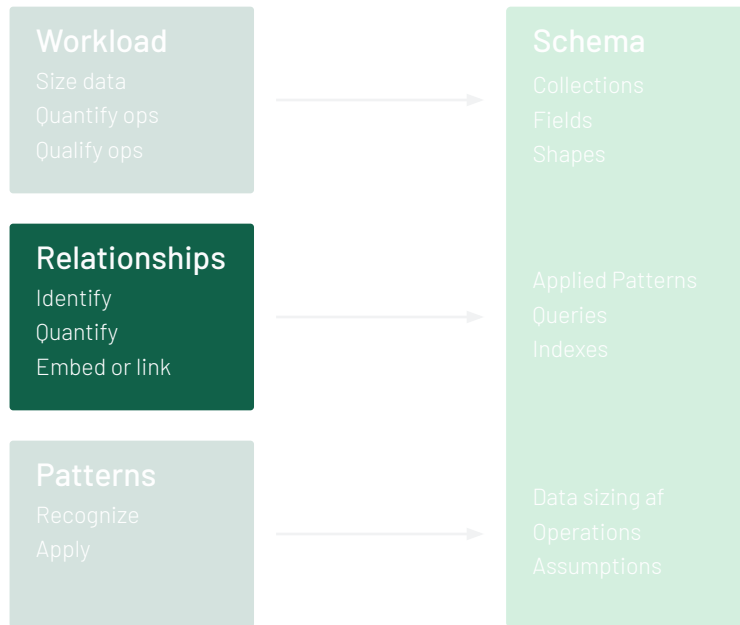 Workload
Size data
Quantify ops
Qualify ops
Relationships
Identify
Quantify
Embed or link
Patterns
Recognize
Apply
Schema
Collections
Fields
Shapes
Applied Patterns
Queries
Indexes
Data sizing af
Operations
Assumptions